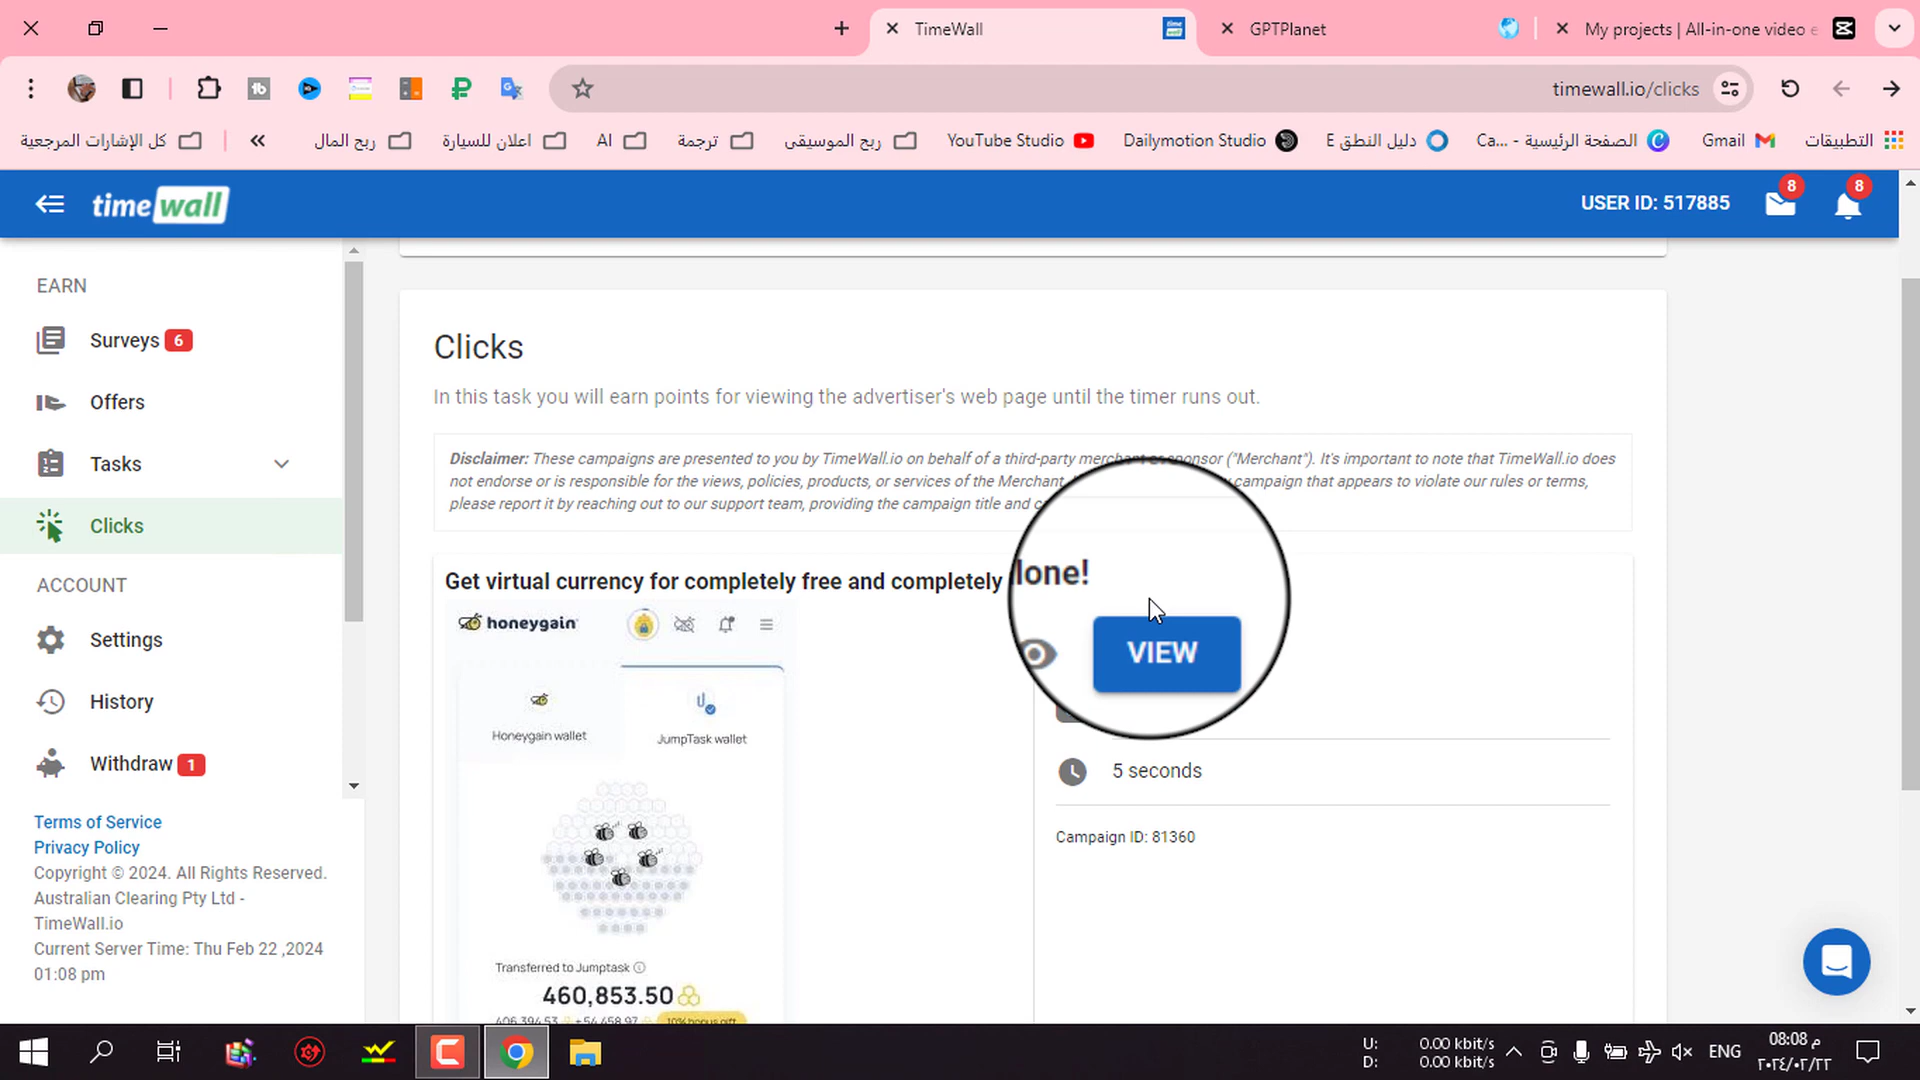 TimeWall
GPTPlanet
My projects | All-in-one video e
timewall.io/clicks
كل الإشارات المرجعية
«
ربح المال
اعلان للسيارة
AI
ترجمة
ربح الموسيقى
YouTube Studio
Dailymotion Studio
دليل النطق E
الصفحة الرئيسية - Ca...
Gmail
التطبيقات
time wall
USER ID: 517885
8
8
EARN
Surveys 6
Offers
Tasks
Clicks
ACCOUNT
Settings
History
Withdraw 1
Terms of Service
Privacy Policy
Copyright © 2024. All Rights Reserved.
Australian Clearing Pty Ltd -
TimeWall.io
Current Server Time: Thu Feb 22 ,2024
01:08 pm
Clicks
In this task you will earn points for viewing the advertiser's web page until the timer runs out.
Disclaimer: These campaigns are presented to you by TimeWall.io on behalf of a third-party merchant or sponsor ("Merchant"). It's important to note that TimeWall.io does
not endorse or is responsible for the views, policies, products, or services of the Merchant. campaign that appears to violate our rules or terms,
please report it by reaching out to our support team, providing the campaign title and
Get virtual currency for completely free and completely lone!
VIEW
5 seconds
Campaign ID: 81360
honeygain
Honeygain wallet
JumpTask wallet
Transferred to Jumptask
460,853.50
406,394.53 + 54,458.97 10% bonus gift
U: 0.00 kbit/s
D: 0.00 kbit/s
ENG
08:08 م
٢٠٢٤/٠٢/٢٢